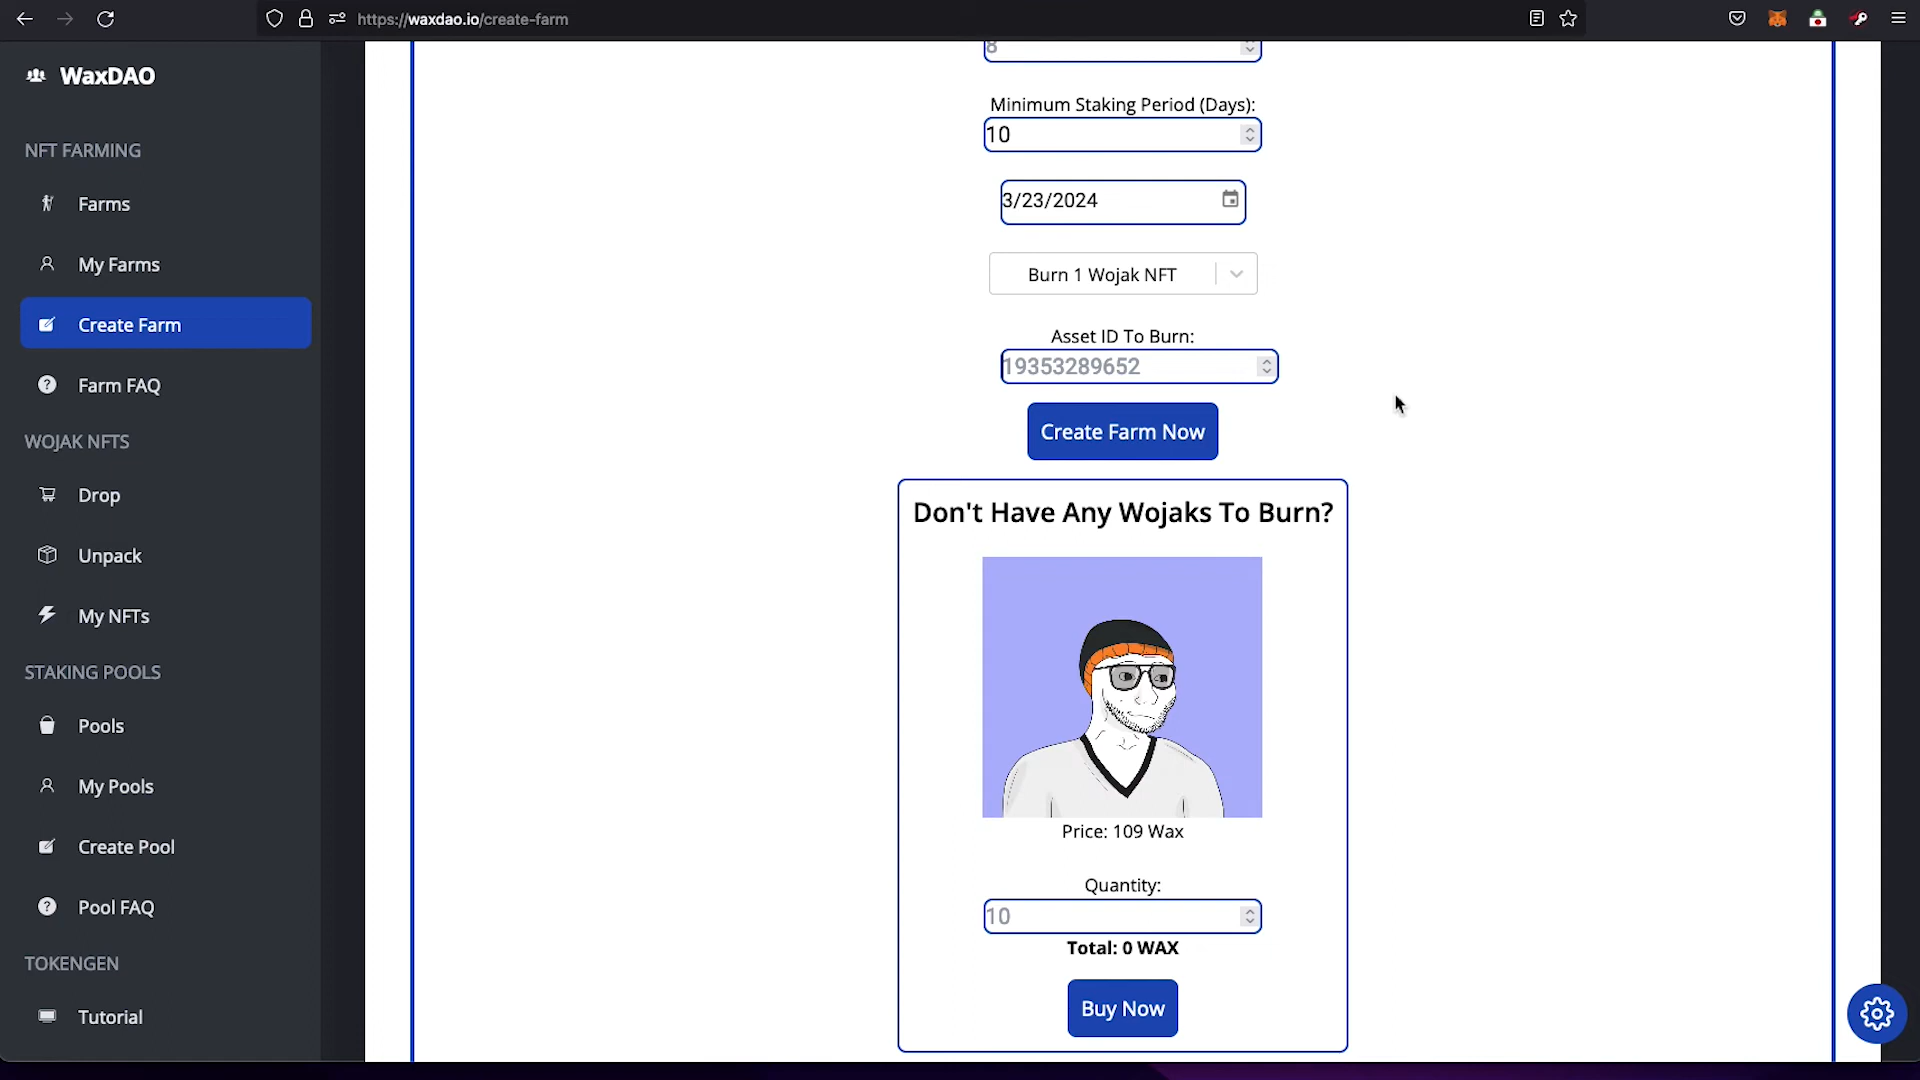 https://waxdao.io/create-farm
WaxDAO
NFT FARMING
Farms
My Farms
Create Farm
Farm FAQ
WOJAK NFTS
Drop
Unpack
My NFTs
STAKING POOLS
Pools
My Pools
Create Pool
Pool FAQ
TOKENGEN
Tutorial
8
Minimum Staking Period (Days):
10
3/23/2024
Burn 1 Wojak NFT
Asset ID To Burn:
19353289652
Create Farm Now
Don't Have Any Wojaks To Burn?
Price: 109 Wax
Quantity:
10
Total: 0 WAX
Buy Now